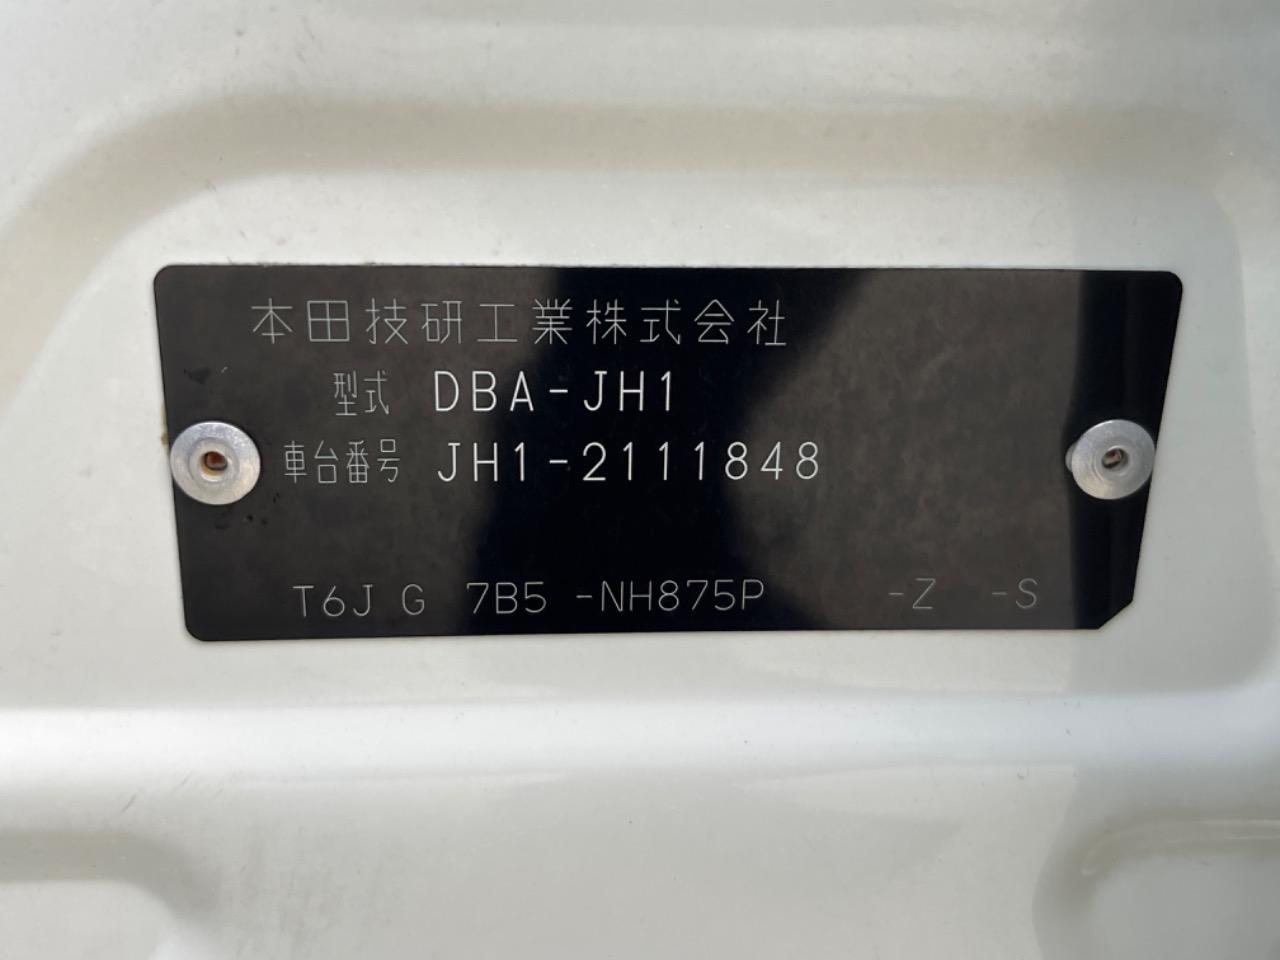 本田技研工業株式会社
型式 DBA-JH1
車台番号 JH1-2111848
T6J G 7B5 -NH875P -Z -S